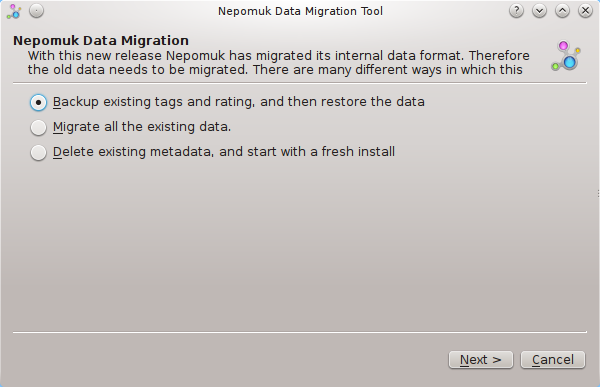 Nepomuk Data Migration Tool
?
Nepomuk Data Migration
With this new release Nepomuk has migrated its internal data format. Therefore
the old data needs to be migrated. There are many different ways in which this
Backup existing tags and rating, and then restore the data
Migrate all the existing data.
Delete existing metadata, and start with a fresh install
Next > Cancel